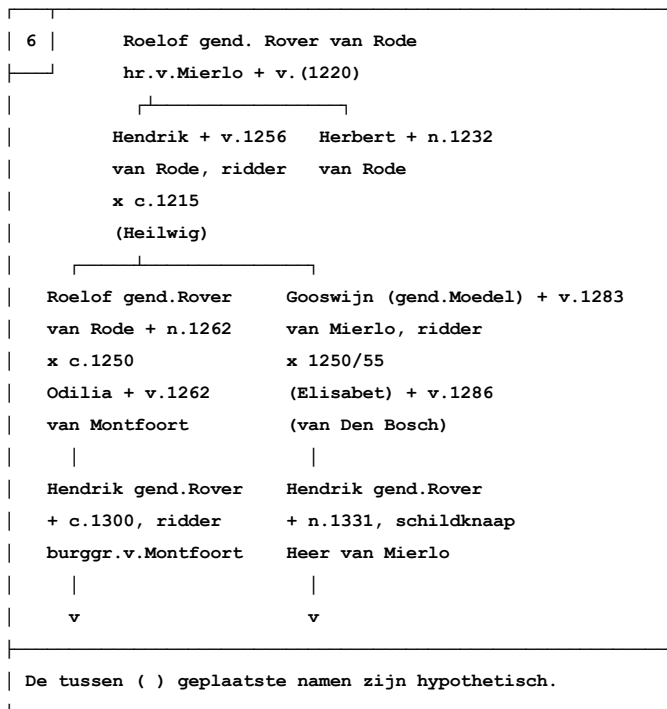 6 Roelof gend. Rover van Rode
hr.v.Mierlo + v.(1220)
Hendrik + v.1256 Herbert + n.1232
van Rode, ridder van Rode
x c.1215
(Heilwig)
Roelof gend.Rover Gooswijn (gend.Moedel) + v.1283
van Rode + n.1262 van Mierlo, ridder
x c.1250 x 1250/55
Odilia + v.1262 (Elisabet) + v.1286
van Montfoort (van Den Bosch)
Hendrik gend.Rover Hendrik gend.Rover
+ c.1300, ridder + n.1331, schildknaap
burggr.v.Montfoort Heer van Mierlo
v v
De tussen ( ) geplaatste namen zijn hypothetisch.